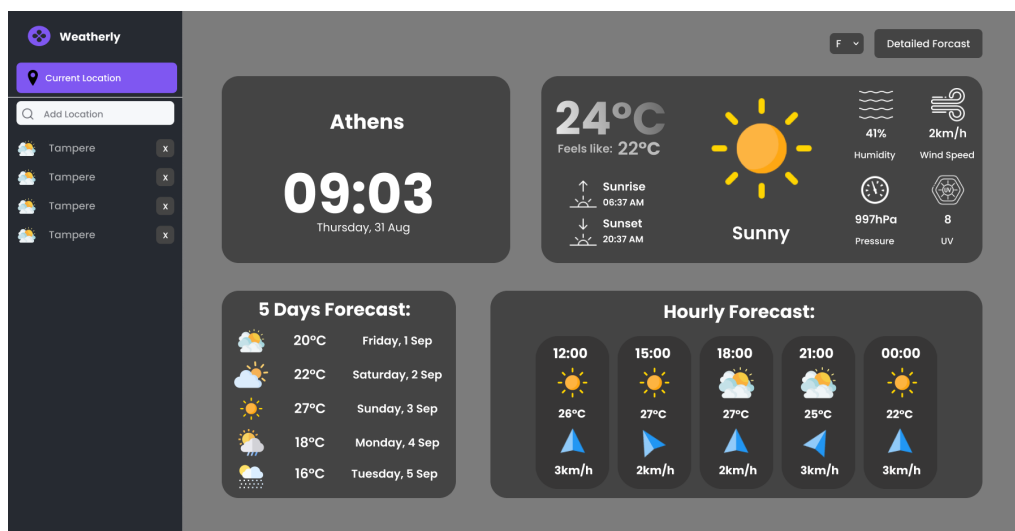 Weatherly
Current Location
Add Location
Tampere x
Tampere x
Tampere x
Tampere x
F
Detailed Forcast
Athens
09:03
Thursday, 31 Aug
24°C
Feels like: 22°C
Sunrise
06:37 AM
Sunset
20:37 AM
Sunny
41%
Humidity
2km/h
Wind Speed
997hPa
Pressure
UV
8
UV
5 Days Forecast:
20°C Friday, 1 Sep
22°C Saturday, 2 Sep
27°C Sunday, 3 Sep
18°C Monday, 4 Sep
16°C Tuesday, 5 Sep
Hourly Forecast:
12:00 15:00 18:00 21:00 00:00
26°C 27°C 27°C 25°C 22°C
3km/h 2km/h 2km/h 3km/h 3km/h